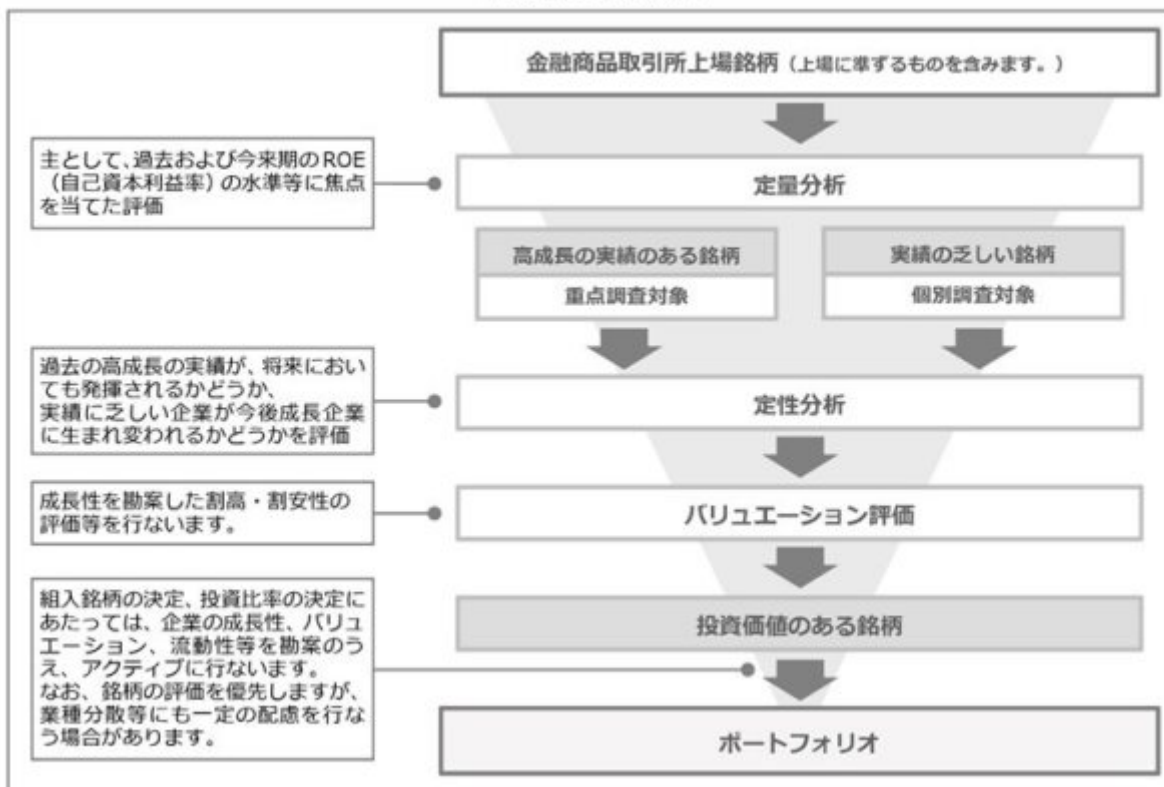 金融商品取引所上場銘柄（上場に準ずるものを含みます。）
主として、過去および今来期のROE
（自己資本利益率）の水準等に焦点
を当てた評価
定量分析
高成長の実績のある銘柄
重点調査対象
実績の乏しい銘柄
個別調査対象
過去の高成長の実績が、将来におい
ても発揮されるかどうか、
実績に乏しい企業が今後成長企業
に生まれ変われるかどうかを評価
定性分析
成長性を勘案した割高・割安性の
評価等を行ないます。
バリュエーション評価
組入銘柄の決定、投資比率の決定に
あたっては、企業の成長性、バリュ
エーション、流動性等を勘案のう
え、アクティブに行ないます。
なお、銘柄の評価を優先しますが、
業種分散等にも一定の配慮を行な
う場合があります。
投資価値のある銘柄
ポートフォリオ